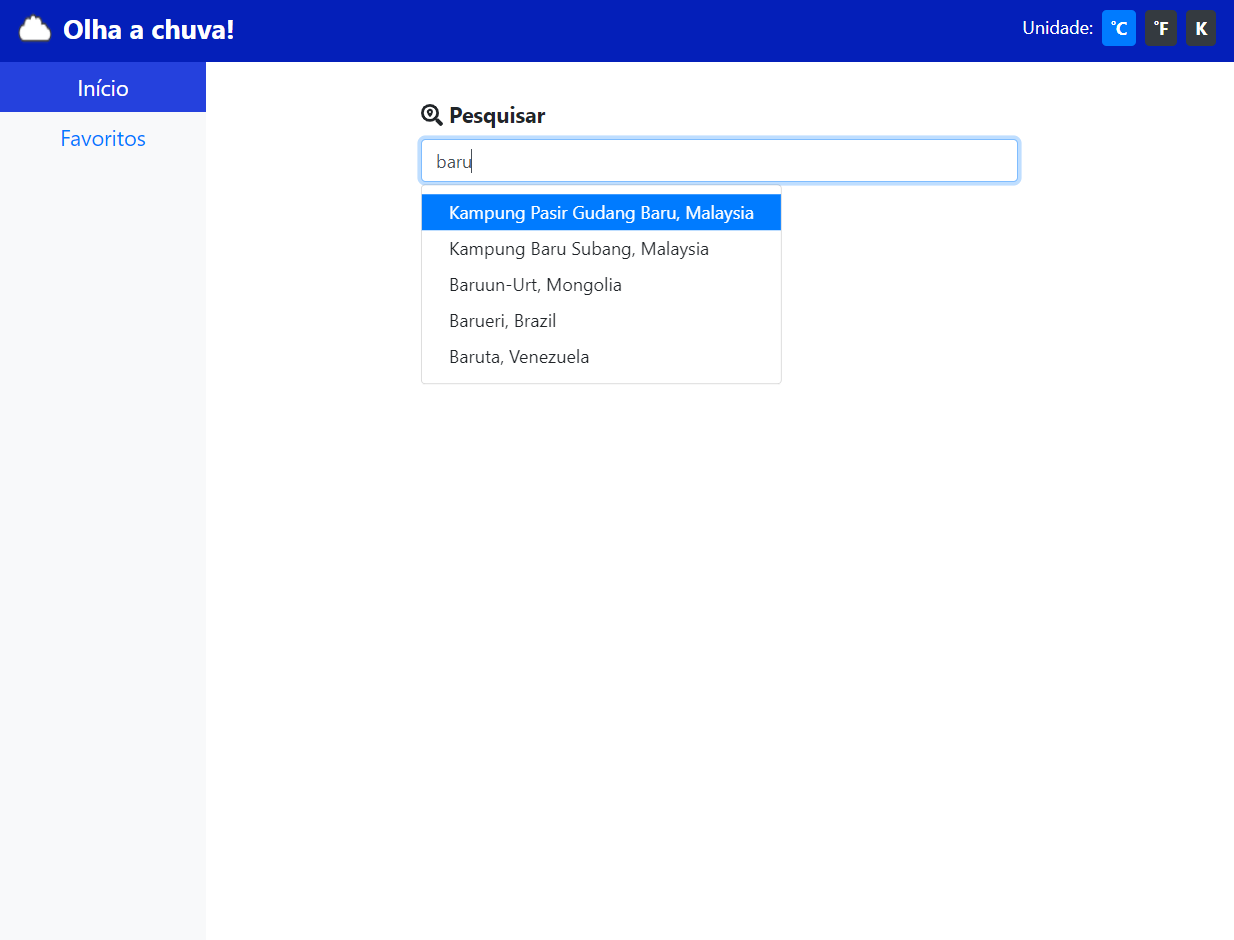 Olha a chuva!
Unidade: °C °F K
Início
Favoritos
Pesquisar
baru
Kampung Pasir Gudang Baru, Malaysia
Kampung Baru Subang, Malaysia
Baruun-Urt, Mongolia
Barueri, Brazil
Baruta, Venezuela